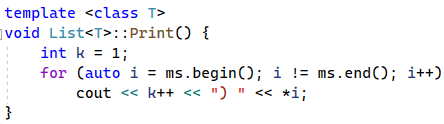 template <class T>
void List<T>::Print() {
    int k = 1;
    for (auto i = ms.begin(); i != ms.end(); i++)
        cout << k++ << ") " << *i;
}